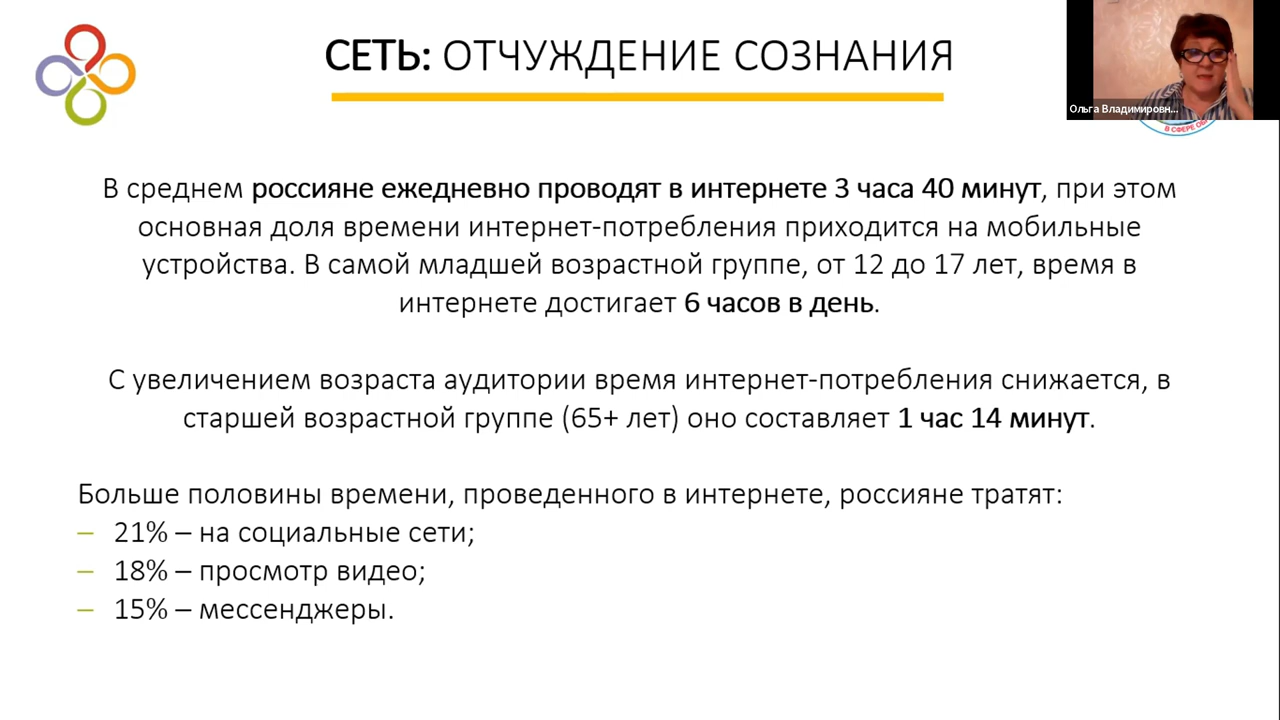 СЕТЬ: ОТЧУЖДЕНИЕ СОЗНАНИЯ
Ольга Владимировн...
В СФЕРЕ
В среднем россияне ежедневно проводят в интернете 3 часа 40 минут, при этом
основная доля времени интернет-потребления приходится на мобильные
устройства. В самой младшей возрастной группе, от 12 до 17 лет, время в
интернете достигает 6 часов в день.
С увеличением возраста аудитории время интернет-потребления снижается, в
старшей возрастной группе (65+ лет) оно составляет 1 час 14 минут.
Больше половины времени, проведенного в интернете, россияне тратят:
– 21% – на социальные сети;
– 18% – просмотр видео;
– 15% – мессенджеры.